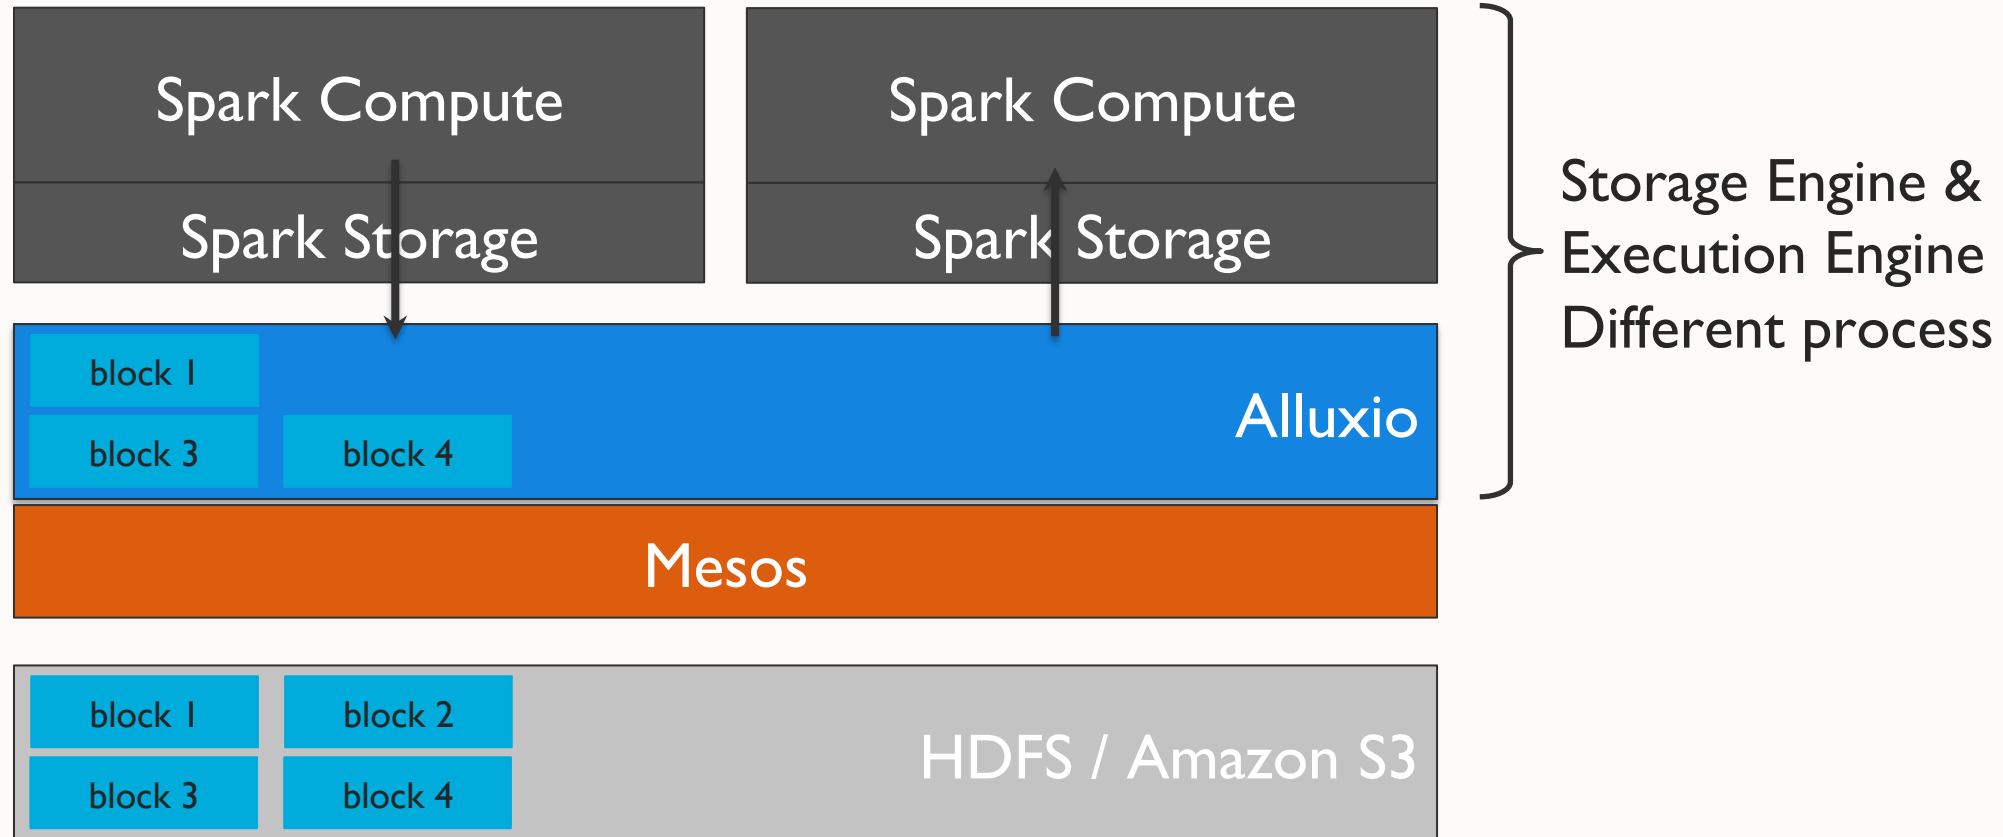 Spark Compute
Spark Compute
Spark Storage
Spark Storage
Storage Engine &
Execution Engine
Different process
block 1
block 3
block 4
Alluxio
Mesos
block 1
block 2
block 3
block 4
HDFS / Amazon S3